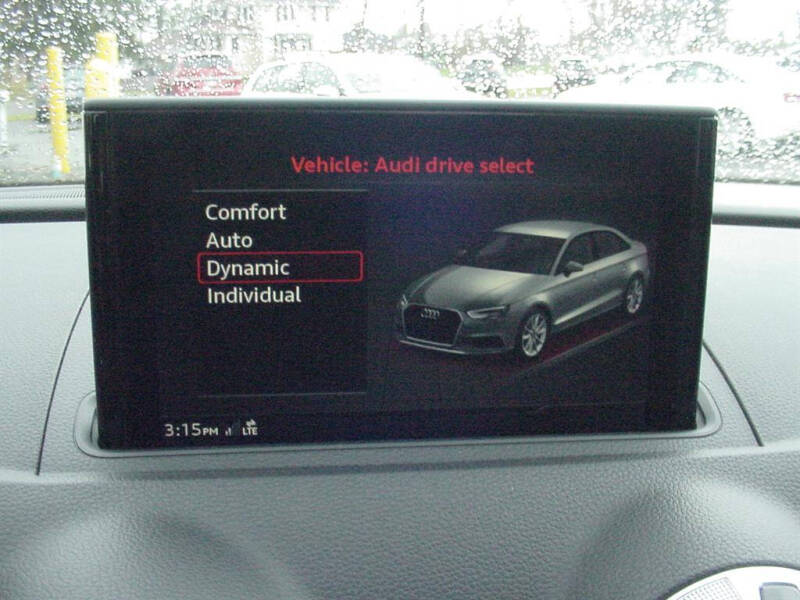 Vehicle: Audi drive select
Comfort
Auto
Dynamic
Individual
3:15PM LTE